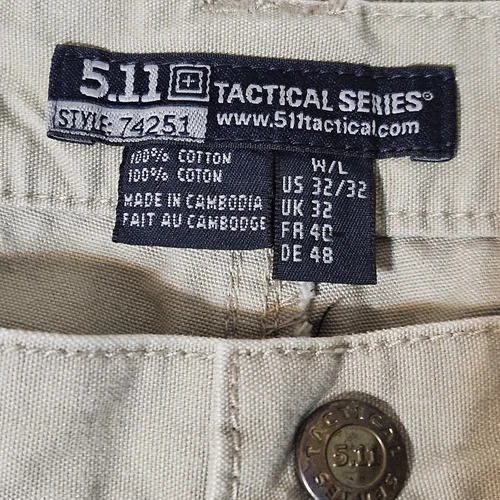 5.11 TACTICAL SERIES®
STYLE: 74251 www.511tactical.com
100% COTTON
100% COTON
MADE IN CAMBODIA
FAIT AU CAMBODGE
W/L
US 32/32
UK 32
FR 40
DE 48
TACTICAL
5.11
SERIES